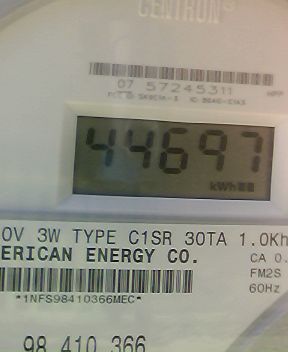 CENTRON®
07 57245311
44697
kWh
0V 3W TYPE C1SR 30TA 1.0Kh
ERICAN ENERGY CO.
CA 0.
FM2S
60Hz
*1NFS98410366MEC*
98 410 366